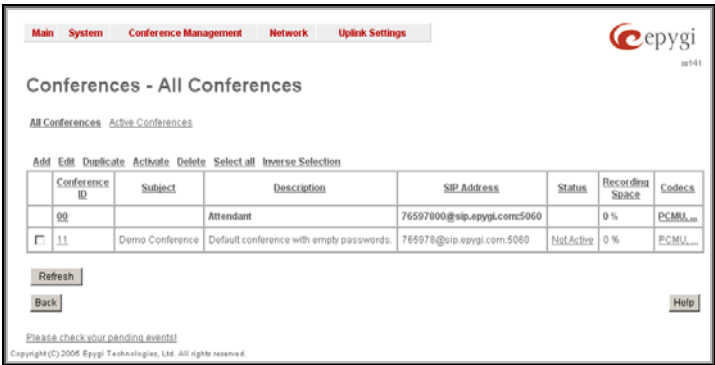 Main System Conference Management Network Uplink Settings
epygi
Conferences - All Conferences
All Conferences Active Conferences
Add Edit Duplicate Activate Delete Select all Inverse Selection
Conference ID Subject Description SIP Address Status Recording Space Codecs
00 Attendant 76597800@sip.epygi.com:5060 0 % PCMU, ...
11 Demo Conference Default conference with empty passwords. 765978@sip.epygi.com:5060 Not Active 0 % PCMU, ...
Refresh
Back Help
Please check your pending events!
Copyright (C) 2006 Epygi Technologies, Ltd. All rights reserved.